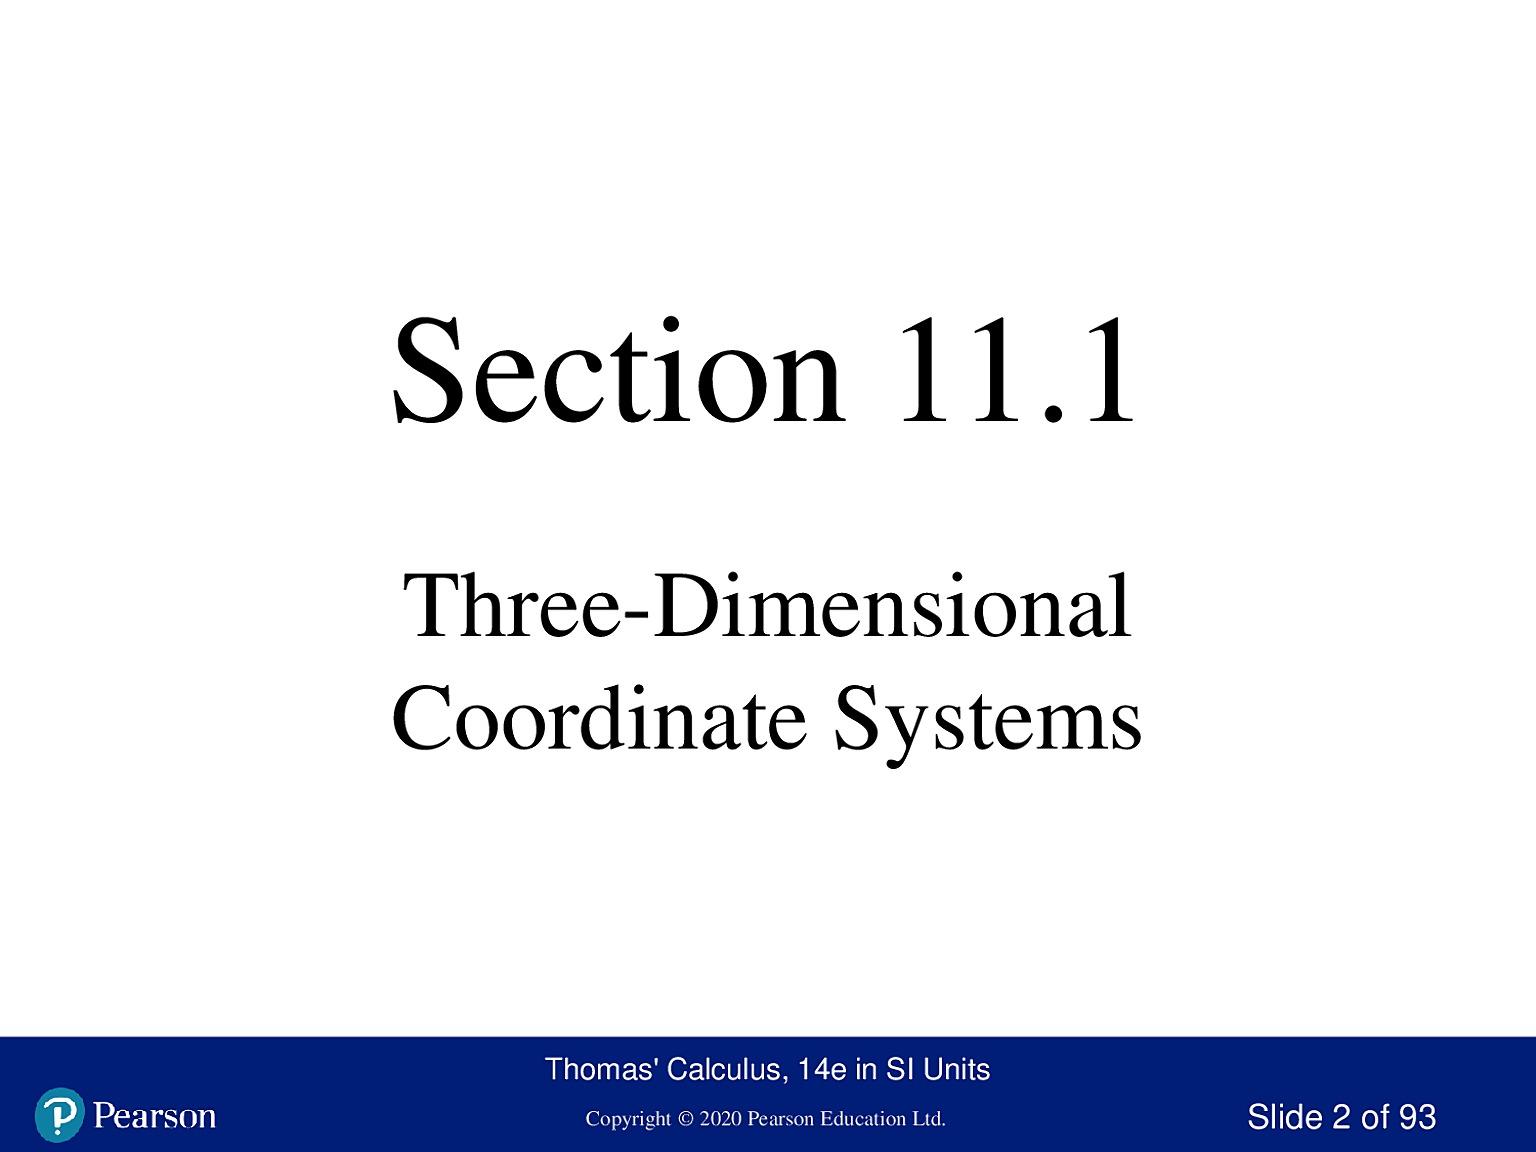 Section 11.1
Three-Dimensional
Coordinate Systems
Thomas' Calculus, 14e in SI Units
Pearson
Copyright © 2020 Pearson Education Ltd.
Slide 2 of 93